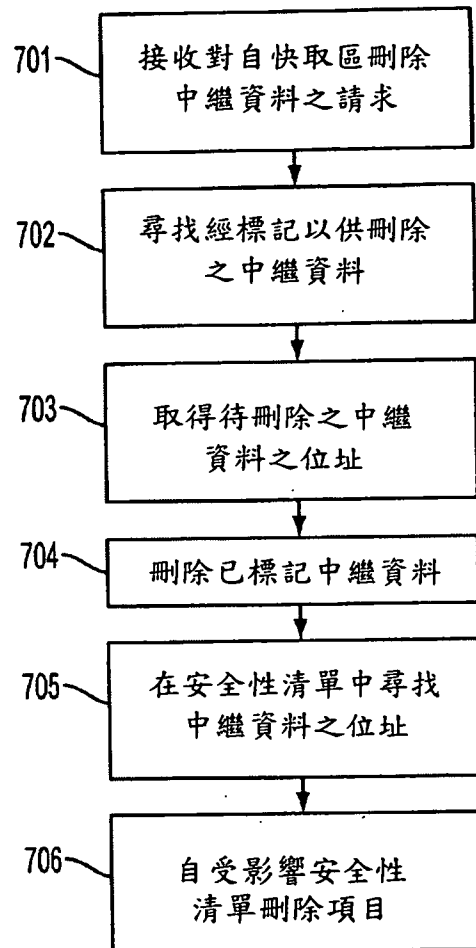 701
接收對自快取區刪除
中繼資料之請求
702
尋找經標記以供刪除
之中繼資料
703
取得待刪除之中繼
資料之位址
704
刪除已標記中繼資料
705
在安全性清單中尋找
中繼資料之位址
706
自受影響安全性
清單刪除項目